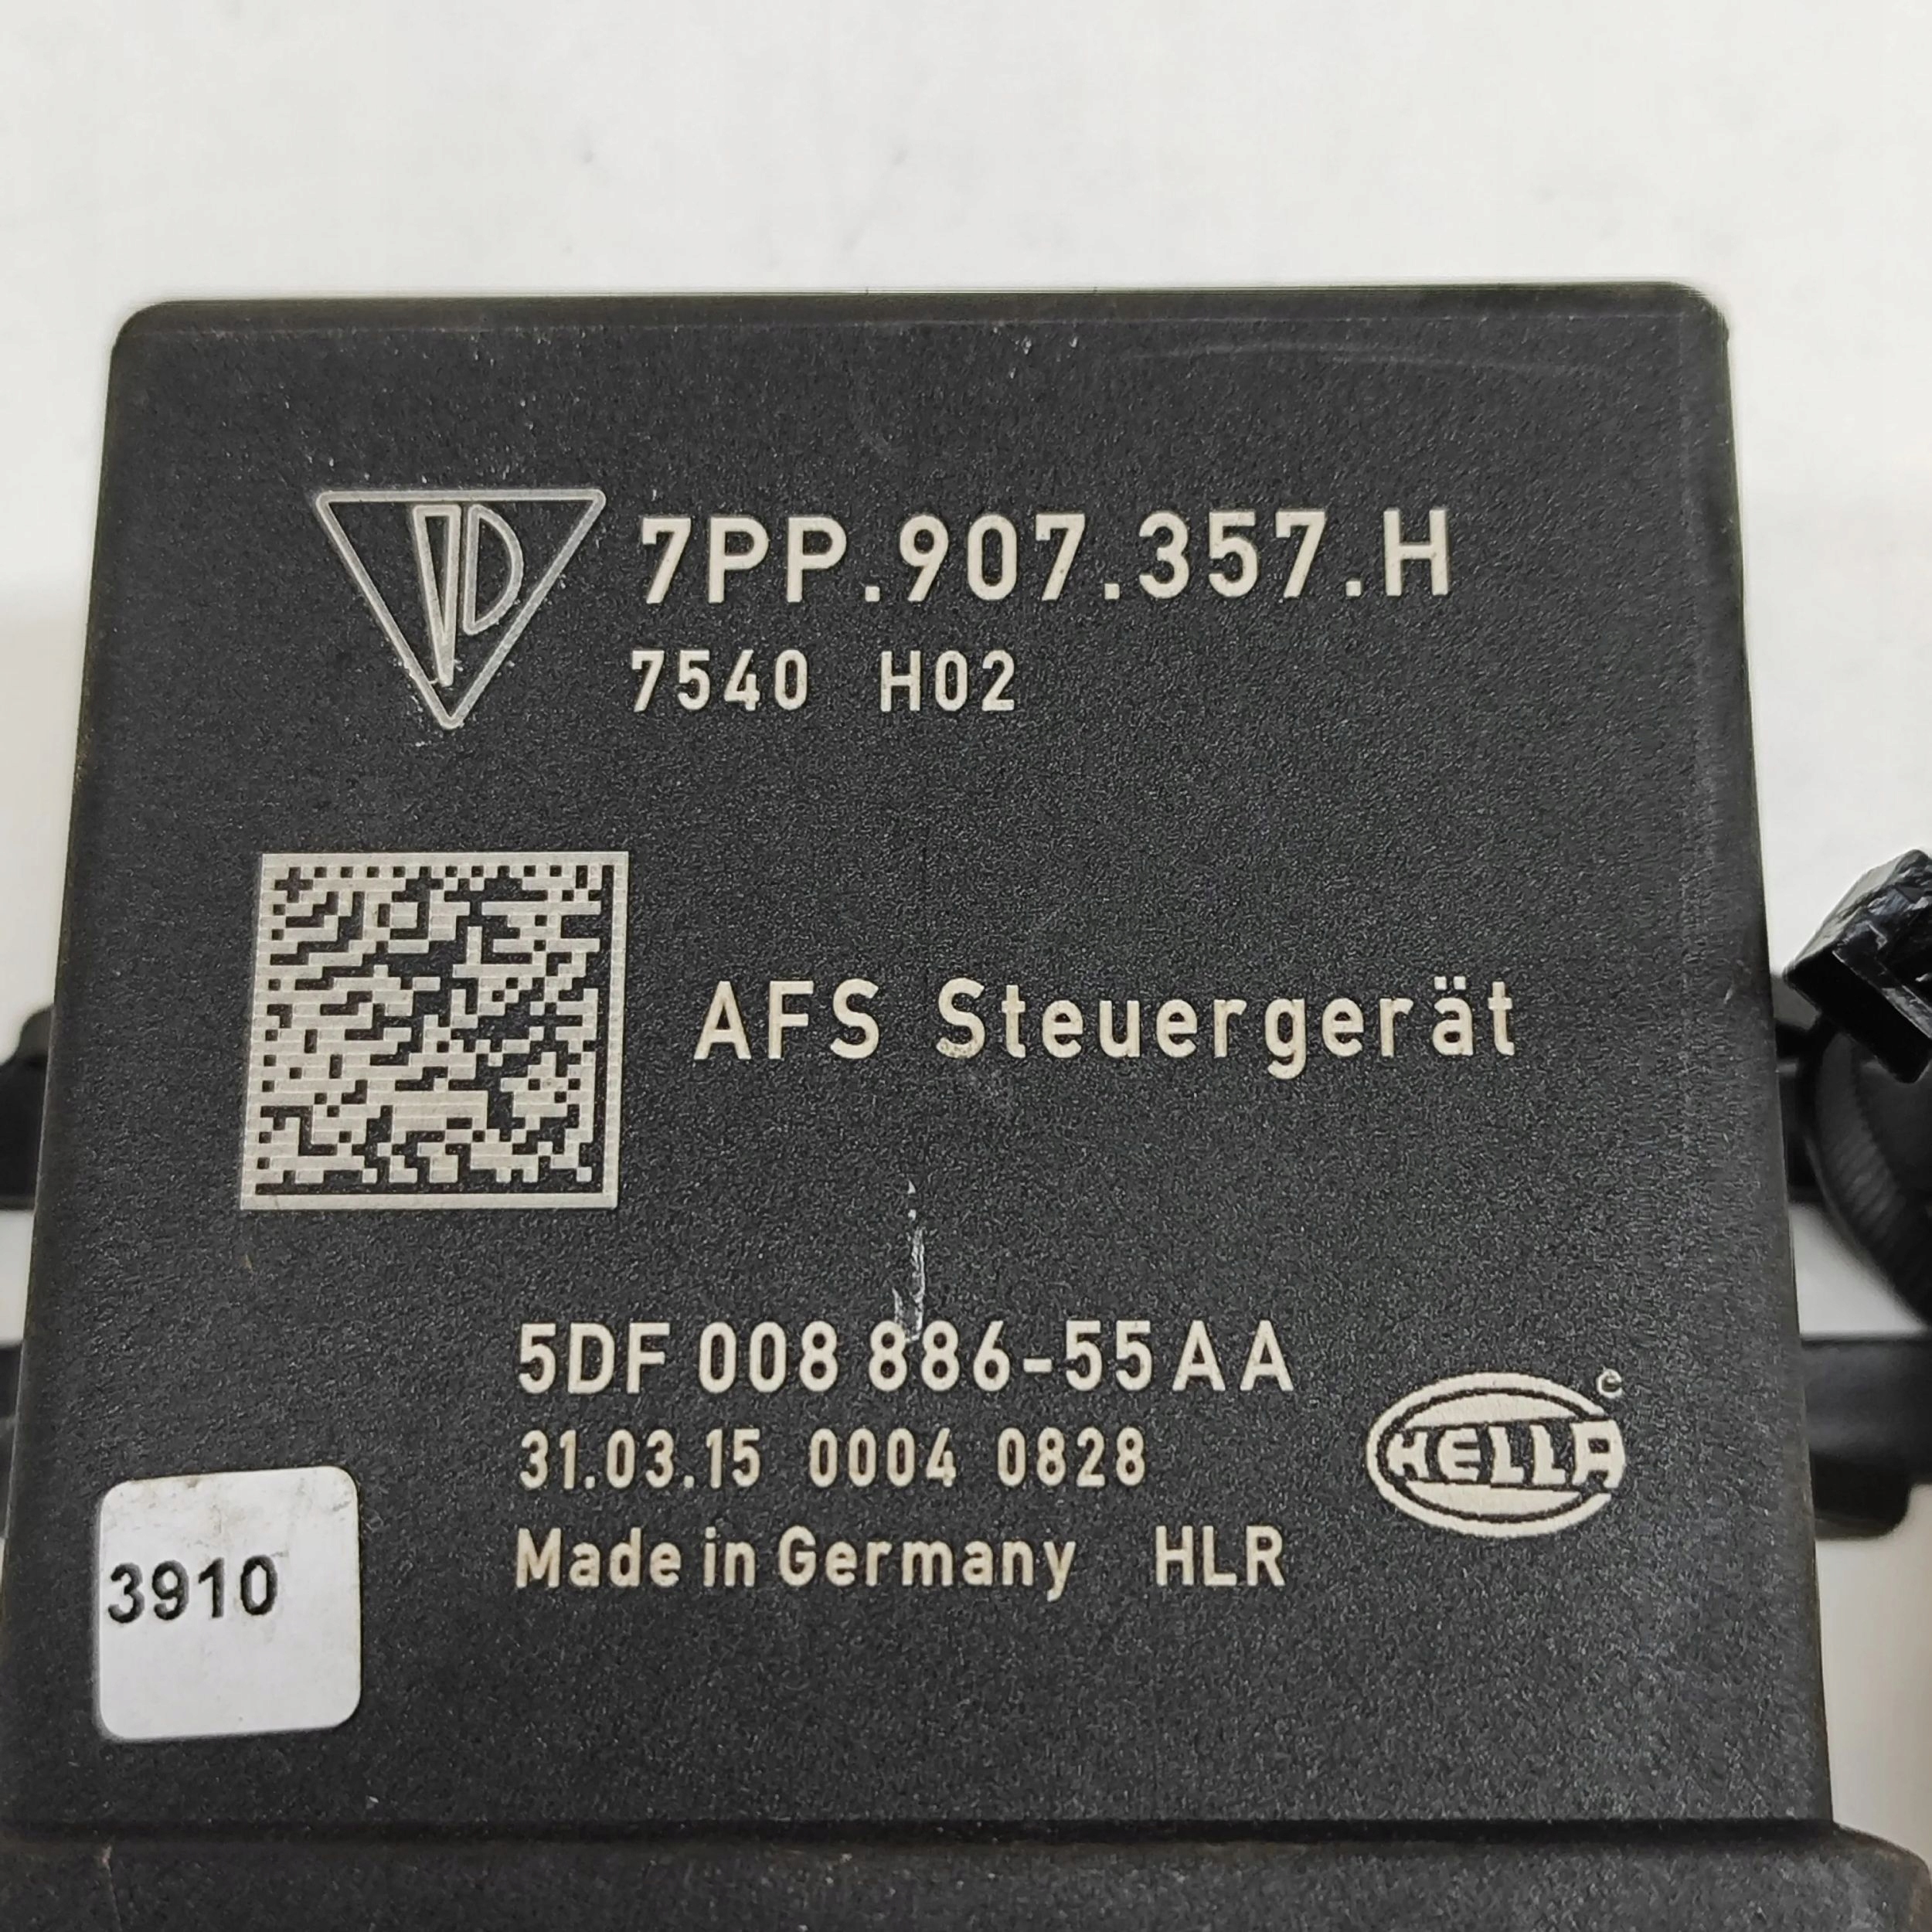 7PP.907.357.H
7540 H02
AFS Steuergerät
5DF 008 886-55 AA
31.03.15 0004 0828
Made in Germany HLR
HELLA
3910